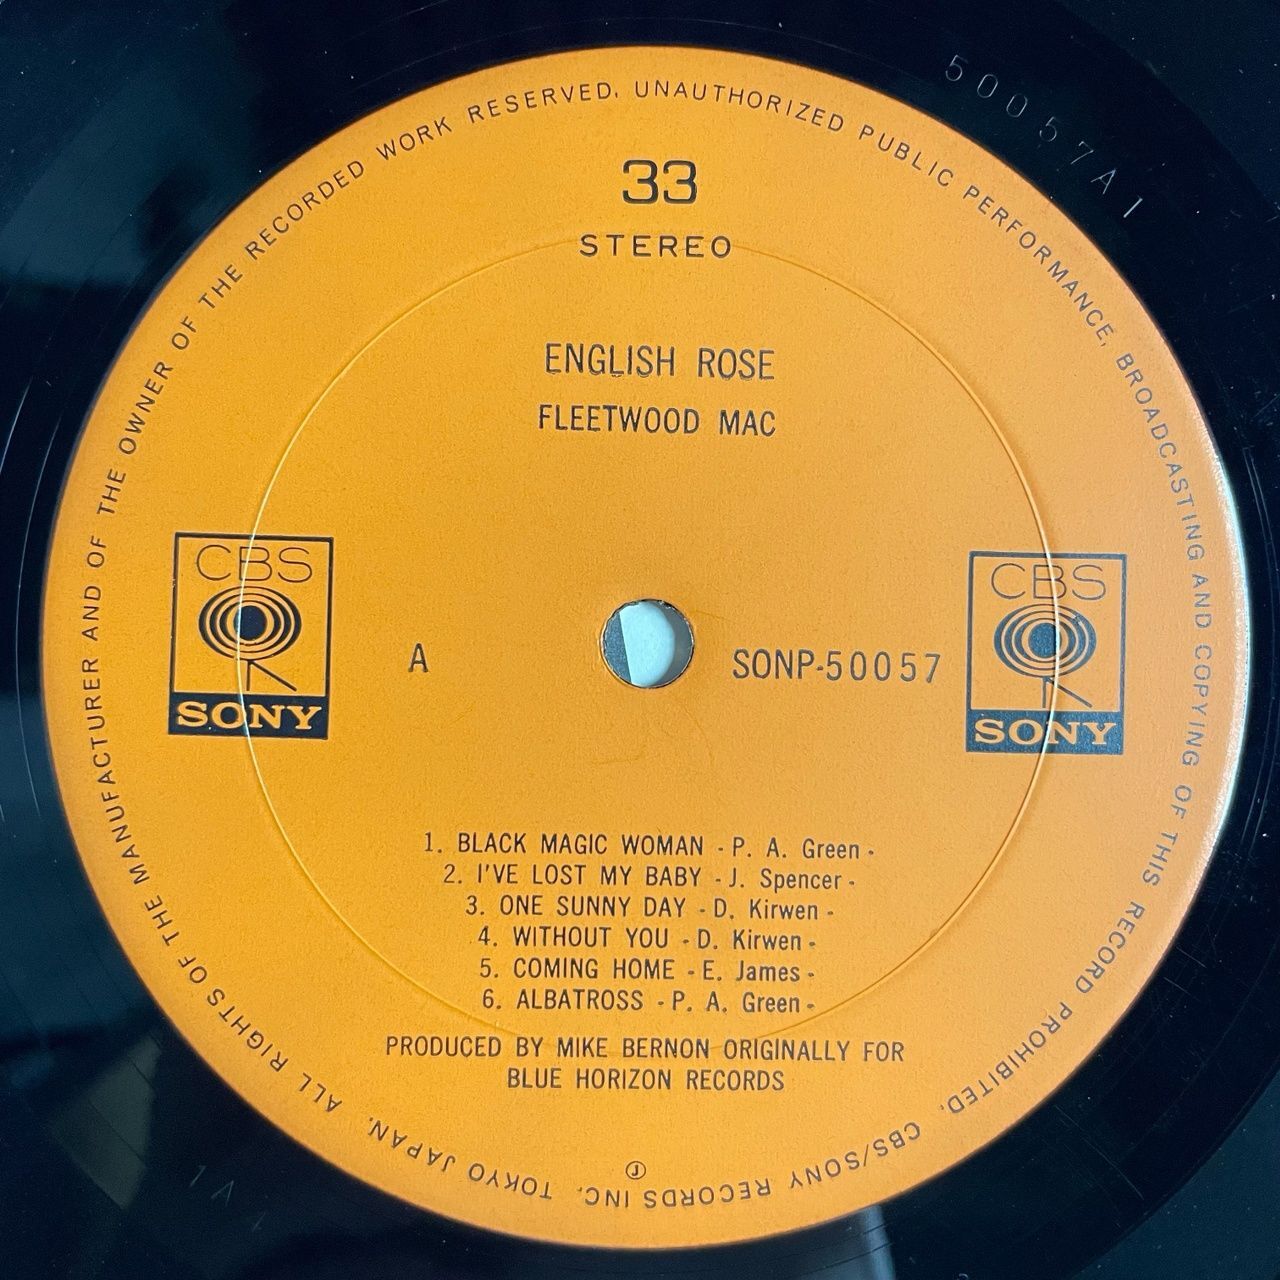 50057A1
33
STEREO
ENGLISH ROSE
FLEETWOOD MAC
CBS
SONY
A
SONP-50057
CBS
SONY
1. BLACK MAGIC WOMAN - P. A. Green -
2. I'VE LOST MY BABY - J. Spencer -
3. ONE SUNNY DAY - D. Kirwen -
4. WITHOUT YOU - D. Kirwen -
5. COMING HOME - E. James -
6. ALBATROSS - P. A. Green -
PRODUCED BY MIKE BERNON ORIGINALLY FOR
BLUE HORIZON RECORDS
Ⓙ
ALL RIGHTS OF THE MANUFACTURER AND OF THE OWNER OF THE RECORDED WORK RESERVED. UNAUTHORIZED PUBLIC PERFORMANCE, BROADCASTING AND COPYING OF THIS RECORD PROHIBITED. CBS/SONY RECORDS INC. TOKYO JAPAN.
1A